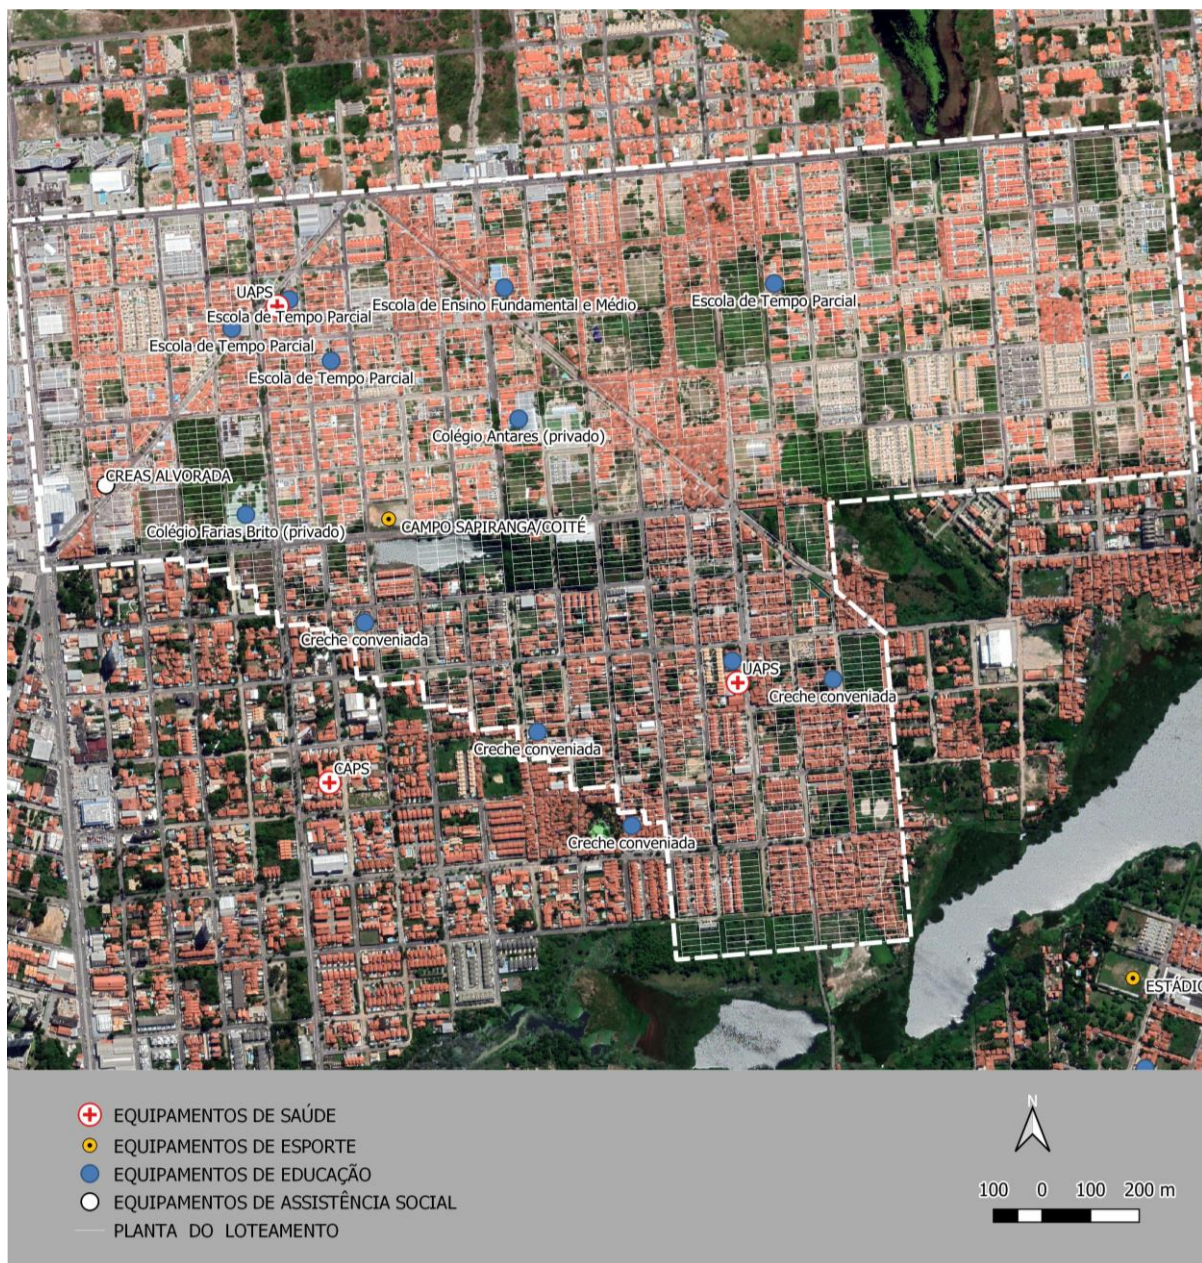 UAPS
Escola de Tempo Parcial
Escola de Ensino Fundamental e Médio
Escola de Tempo Parcial
Escola de Tempo Parcial
Escola de Tempo Parcial
Colégio Antares (privado)
CREAS ALVORADA
Colégio Farias Brito (privado)
CAMPO SAPIRANGA/COITÉ
Creche conveniada
UAPS
Creche conveniada
Creche conveniada
CAPS
Creche conveniada
ESTÁDIO
EQUIPAMENTOS DE SAÚDE
EQUIPAMENTOS DE ESPORTE
EQUIPAMENTOS DE EDUCAÇÃO
EQUIPAMENTOS DE ASSISTÊNCIA SOCIAL
PLANTA DO LOTEAMENTO
N
100 0 100 200 m